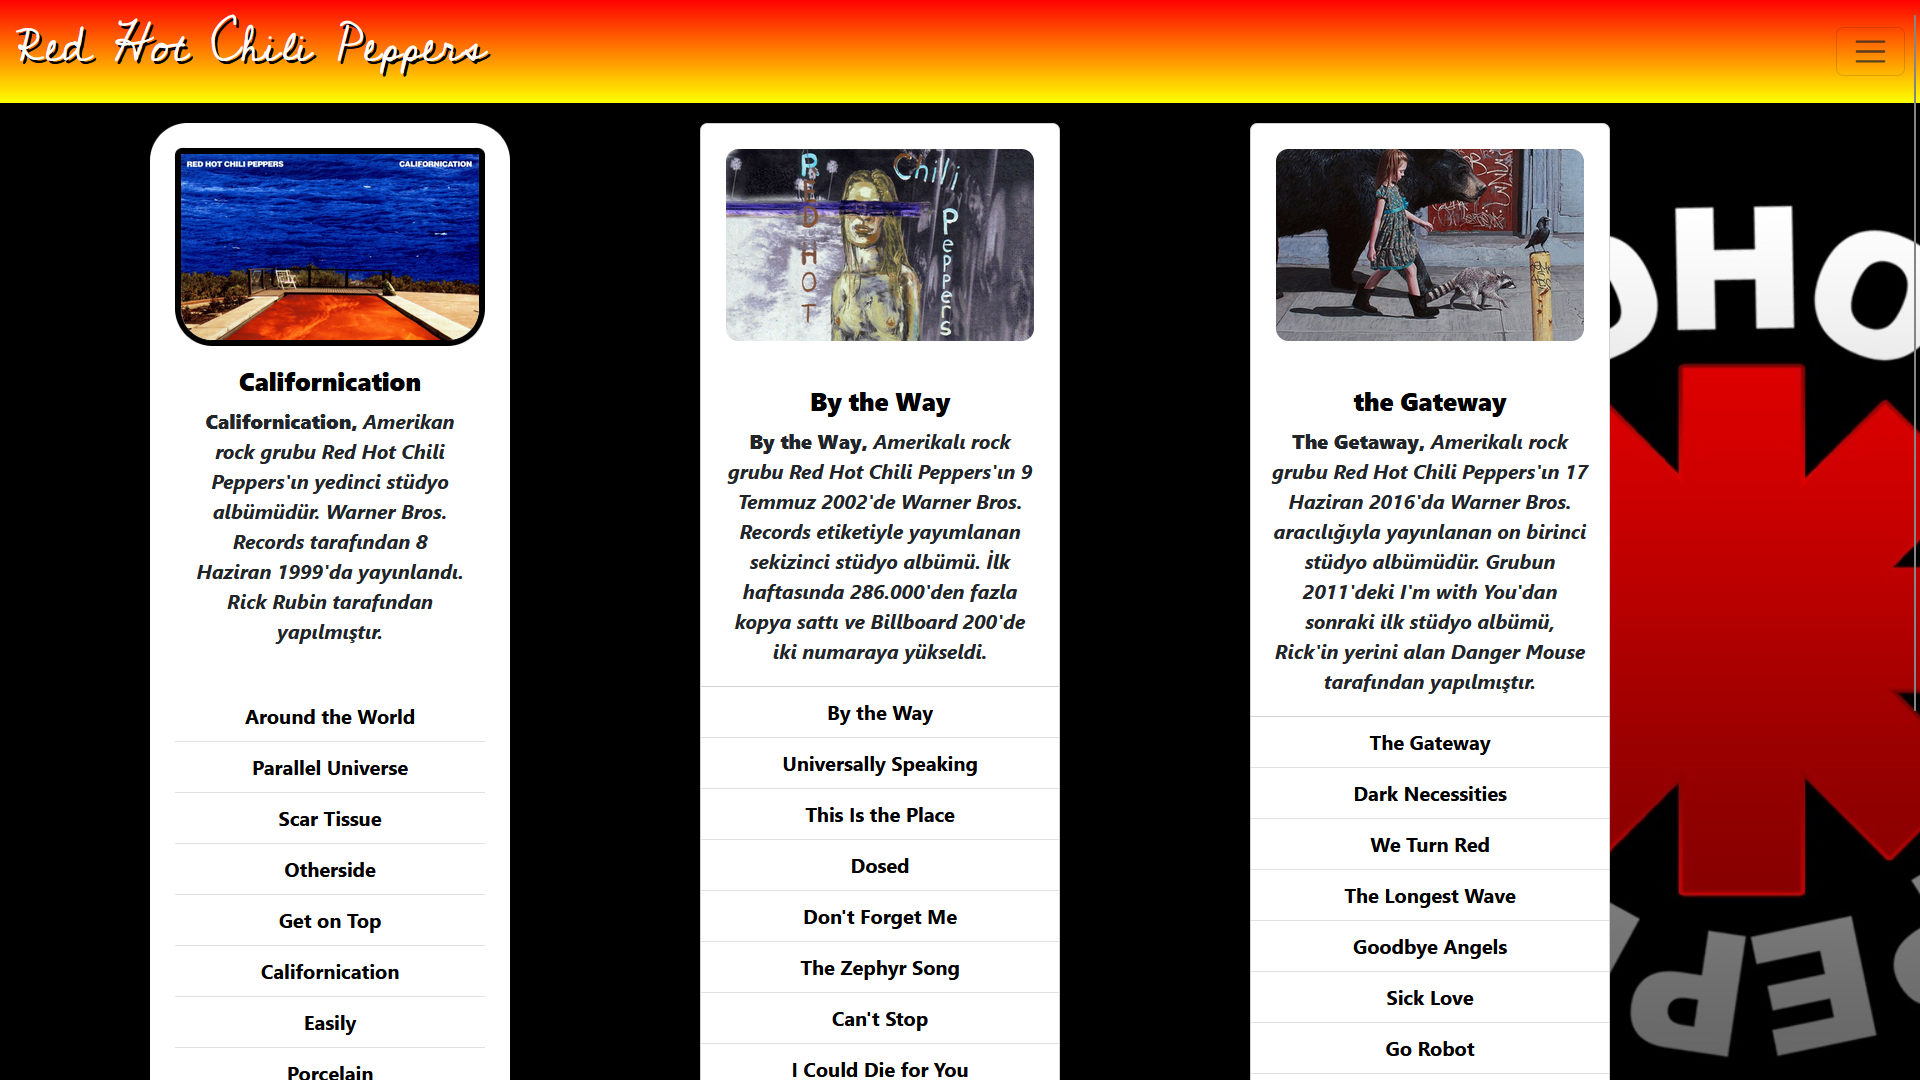 Red Hot Chili Peppers
RED HOT CHILI PEPPERS
CALIFORNICATION
Californication
Californication, Amerikan
rock grubu Red Hot Chili
Peppers'ın yedinci stüdyo
albümüdür. Warner Bros.
Records tarafından 8
Haziran 1999'da yayınlandı.
Rick Rubin tarafından
yapılmıştır.
Around the World
Parallel Universe
Scar Tissue
Otherside
Get on Top
Californication
Easily
Porcelain
RED HOT
Chili
Peppers
By the Way
By the Way, Amerikalı rock
grubu Red Hot Chili Peppers'ın 9
Temmuz 2002'de Warner Bros.
Records etiketiyle yayımlanan
sekizinci stüdyo albümü. İlk
haftasında 286.000'den fazla
kopya sattı ve Billboard 200'de
iki numaraya yükseldi.
By the Way
Universally Speaking
This Is the Place
Dosed
Don't Forget Me
The Zephyr Song
Can't Stop
I Could Die for You
the Gateway
The Getaway, Amerikalı rock
grubu Red Hot Chili Peppers'ın 17
Haziran 2016'da Warner Bros.
aracılığıyla yayınlanan on birinci
stüdyo albümüdür. Grubun
2011'deki I'm with You'dan
sonraki ilk stüdyo albümü,
Rick'in yerini alan Danger Mouse
tarafından yapılmıştır.
The Gateway
Dark Necessities
We Turn Red
The Longest Wave
Goodbye Angels
Sick Love
Go Robot
HO
PE